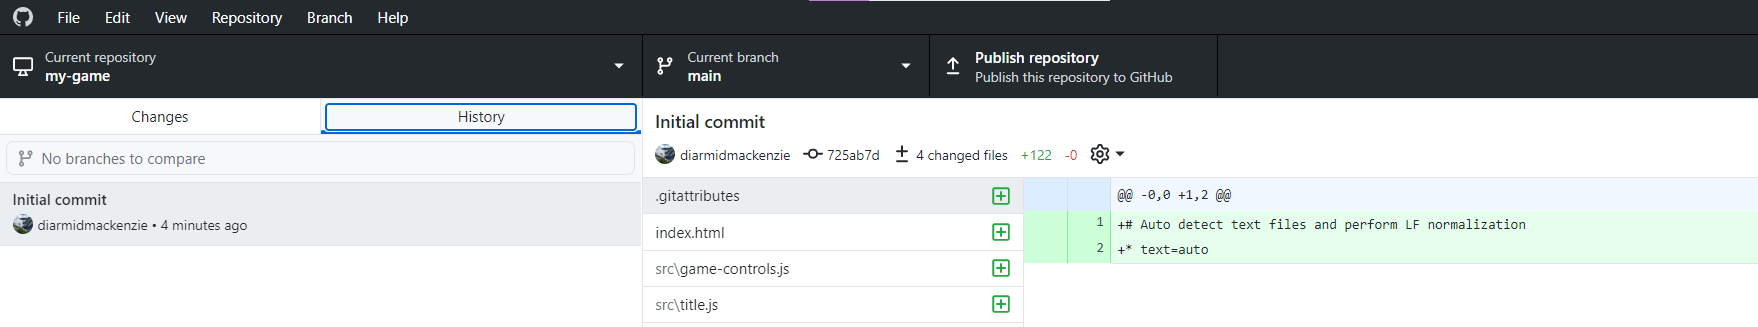 File Edit View Repository Branch Help
Current repository
my-game
Current branch
main
Publish repository
Publish this repository to GitHub
Changes
History
No branches to compare
Initial commit
diarmidmackenzie • 4 minutes ago
Initial commit
diarmidmackenzie 725ab7d 4 changed files +122 -0
.gitattributes
index.html
src\game-controls.js
src\title.js
@@ -0,0 +1,2 @@
1 +# Auto detect text files and perform LF normalization
2 +* text=auto